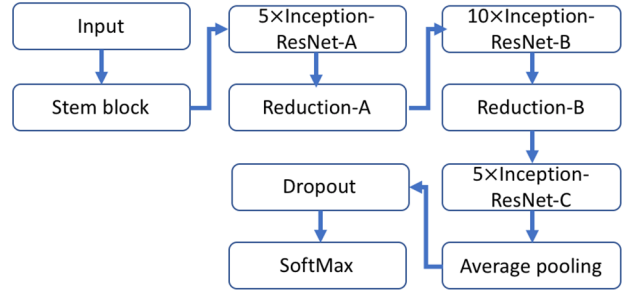 Input
Stem block
5×Inception-
ResNet-A
Reduction-A
10×Inception-
ResNet-B
Reduction-B
5×Inception-
ResNet-C
Average pooling
Dropout
SoftMax